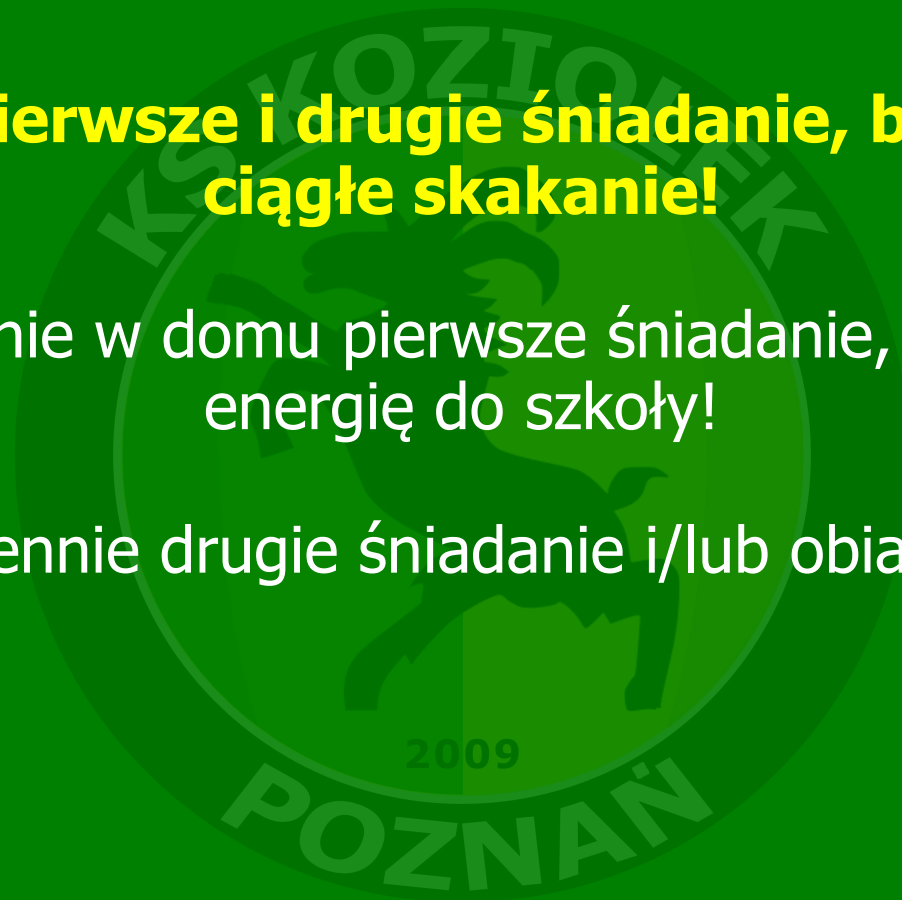 ierwsze i drugie śniadanie, b
ciągłe skakanie!
nie w domu pierwsze śniadanie,
energię do szkoły!
ennie drugie śniadanie i/lub obia
KS KOZIOŁEK
2009
POZNAŃ